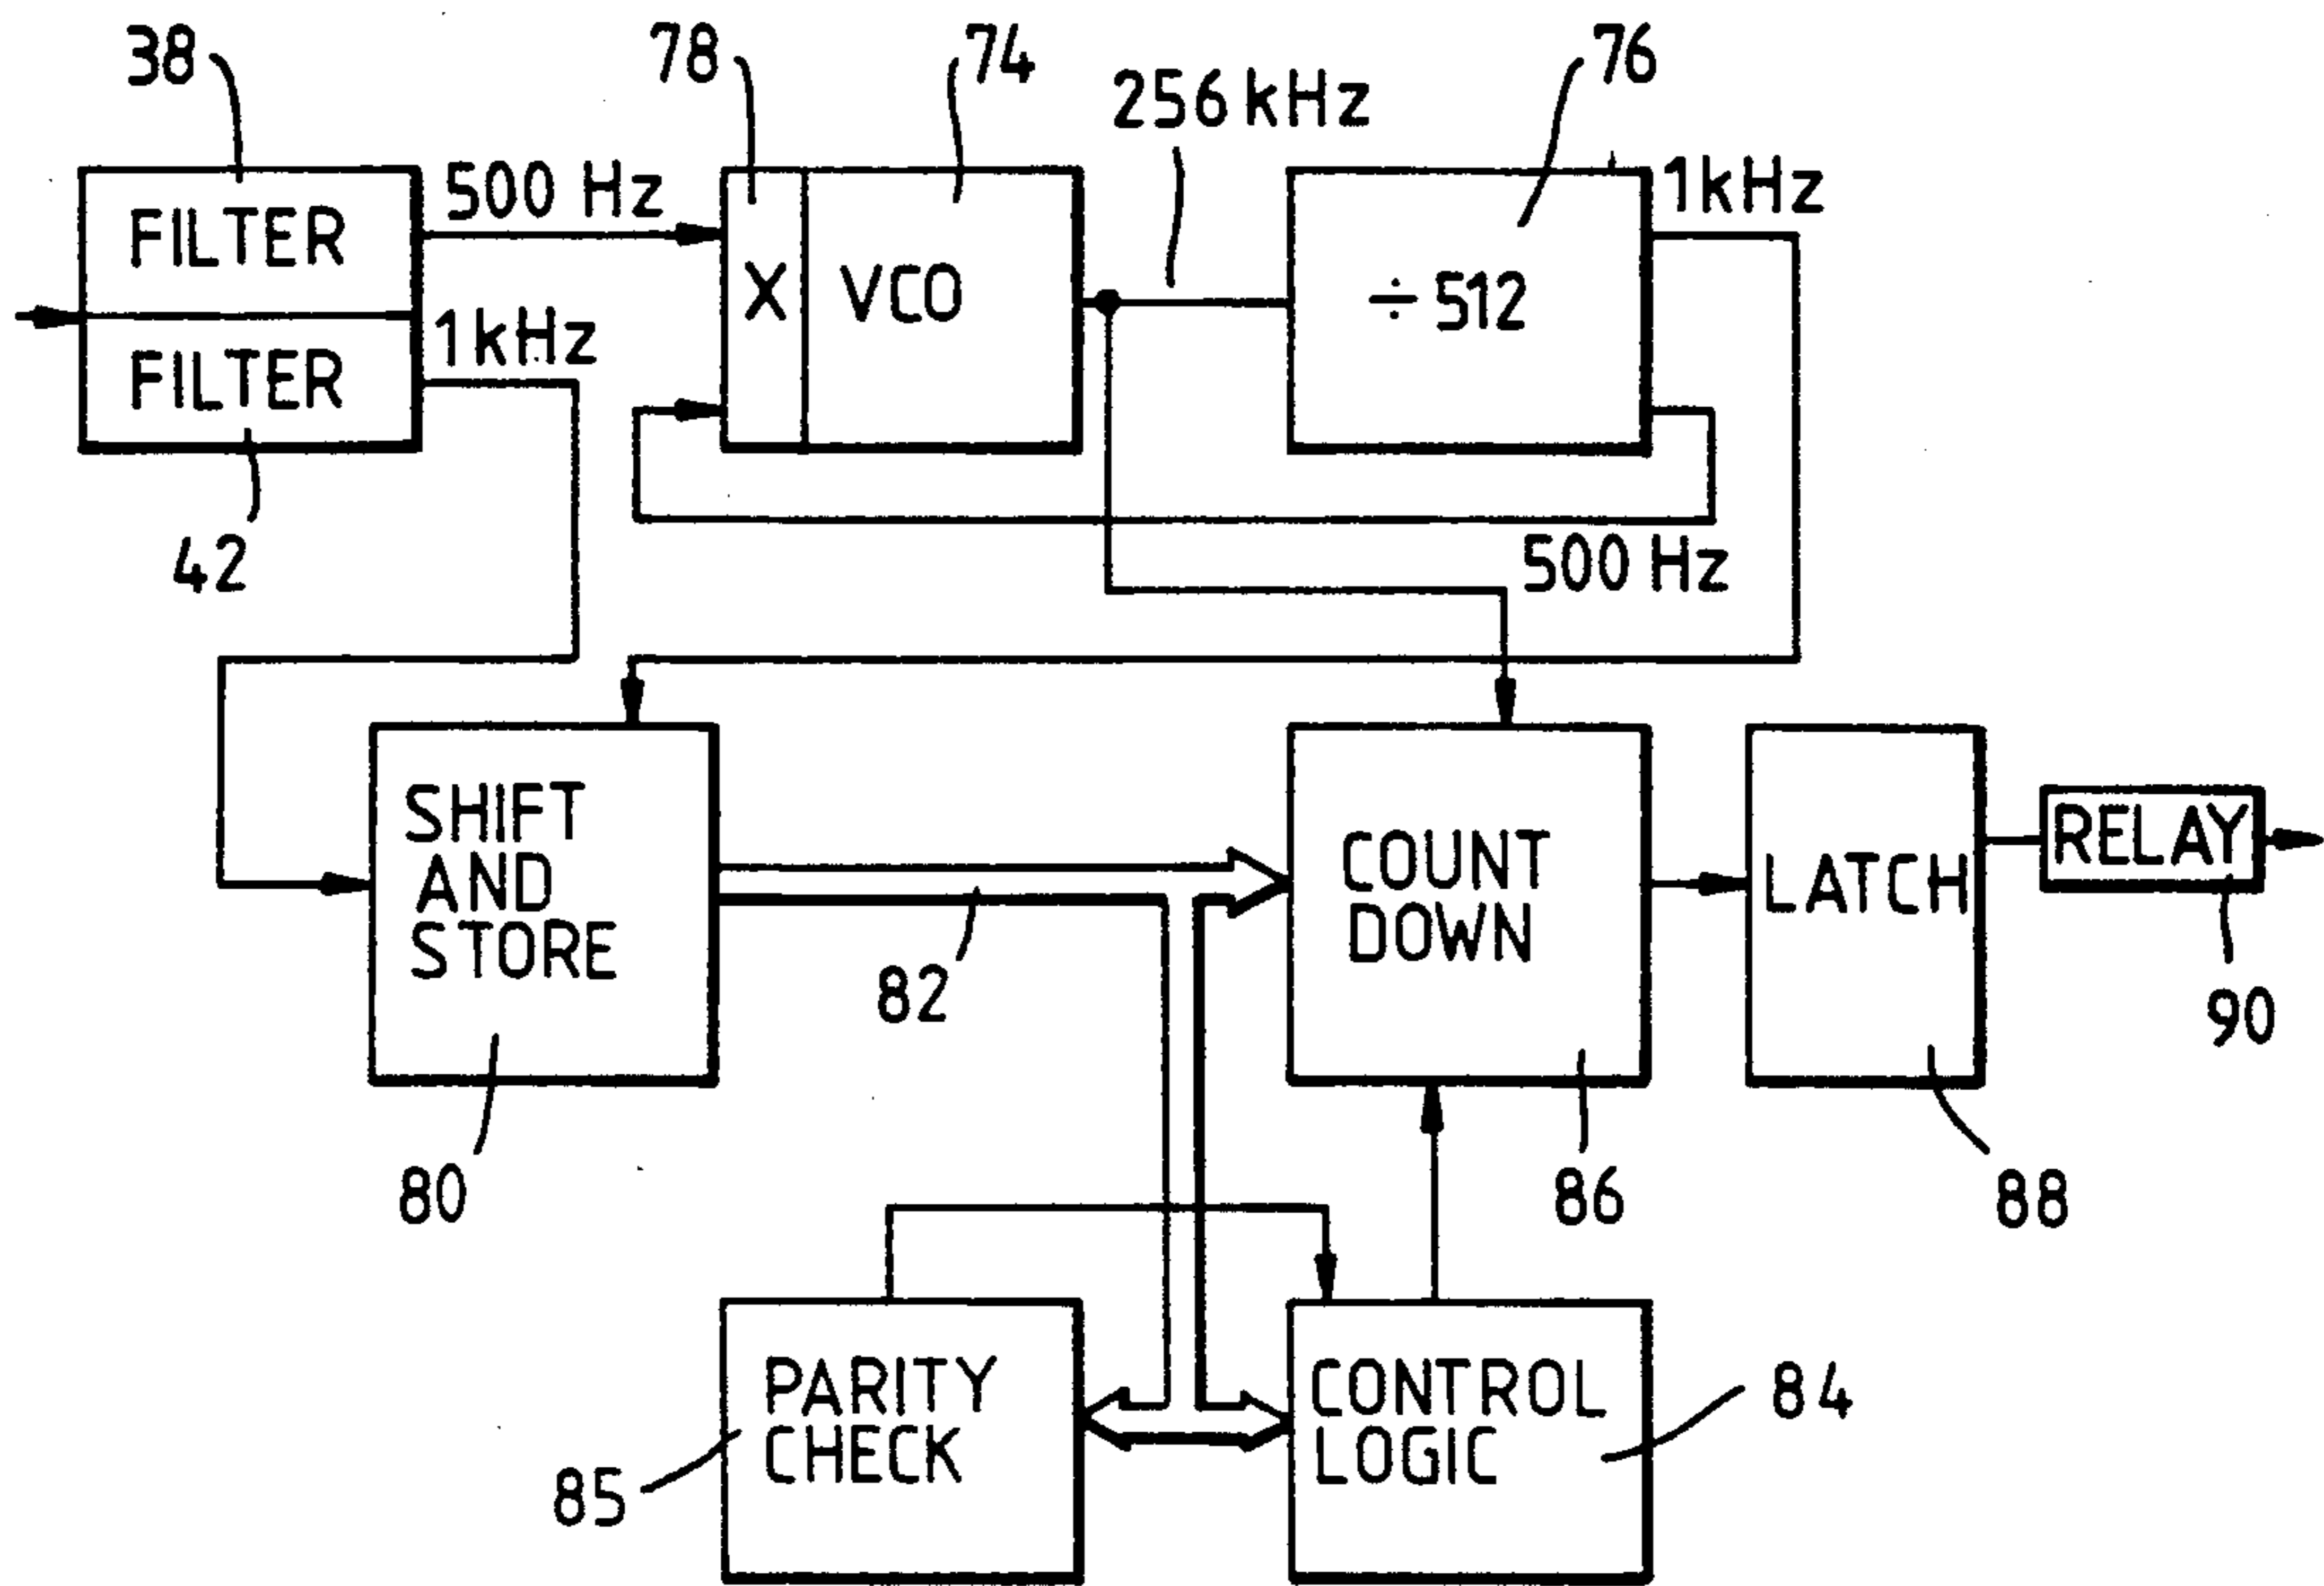 38
78
74
256 kHz
76
500 Hz
1kHz
FILTER
FILTER
1kHz
X
VCO
÷512
42
500 Hz
SHIFT
AND
STORE
82
COUNT
DOWN
LATCH
RELAY
90
80
86
88
PARITY
CHECK
85
CONTROL
LOGIC
84